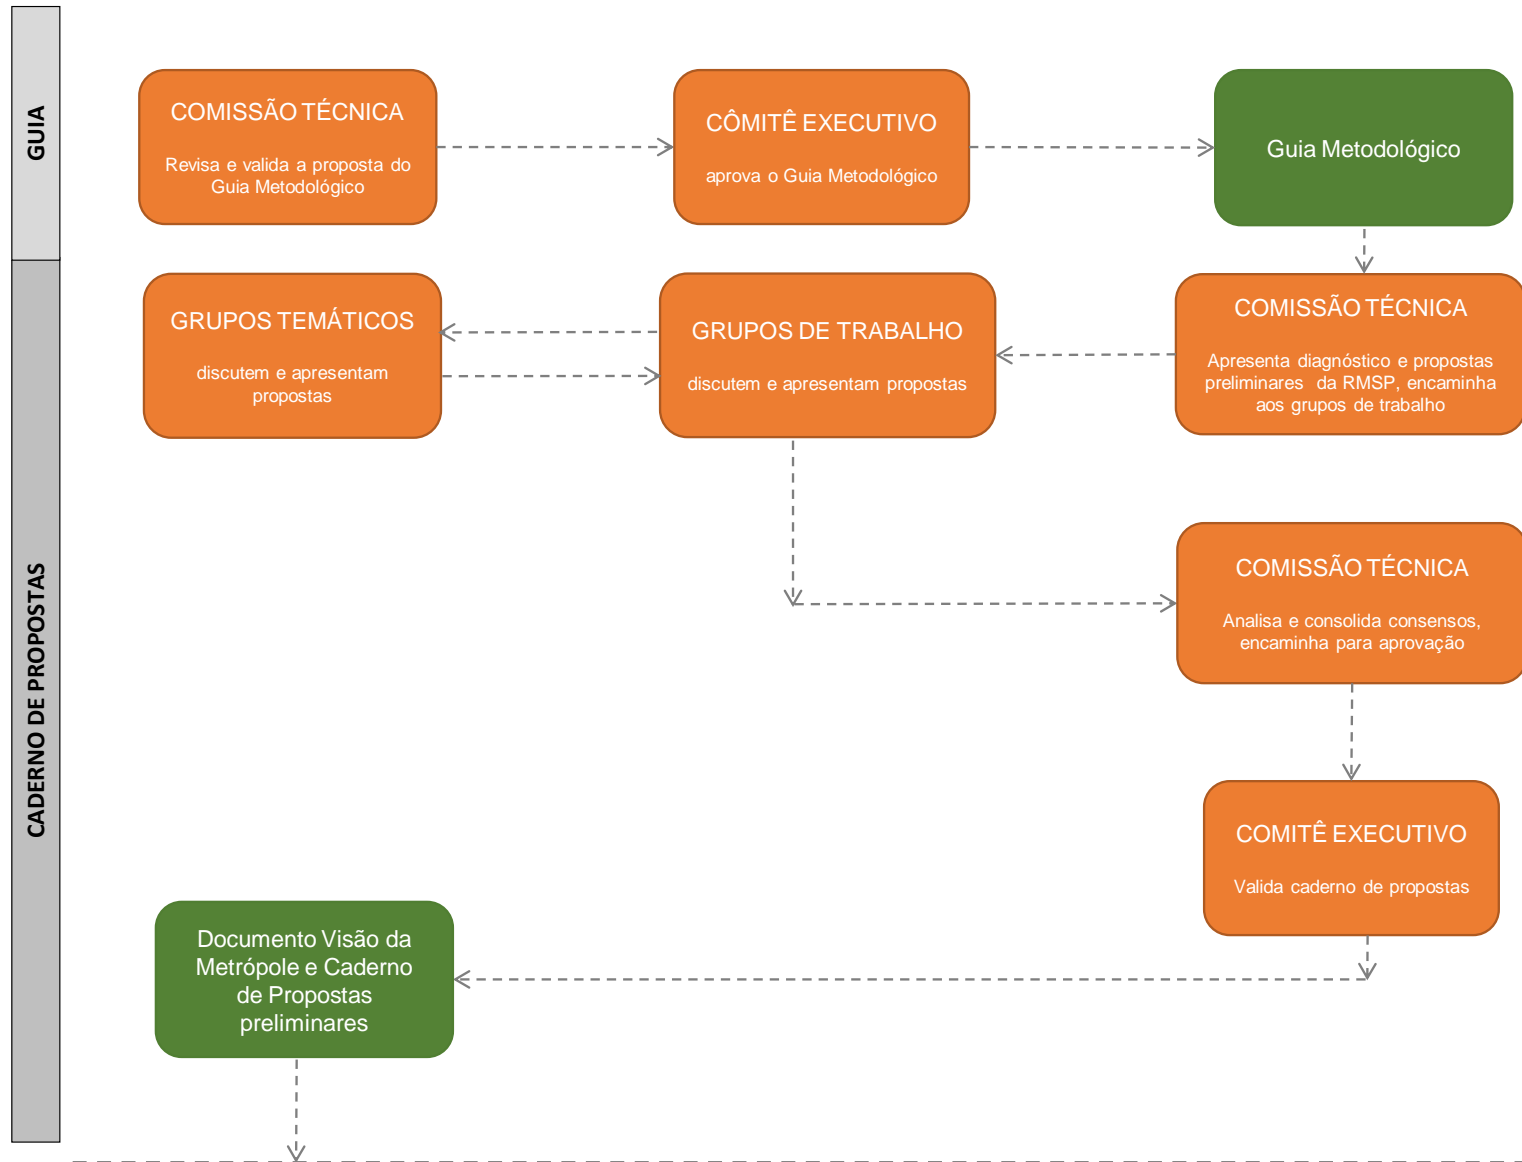 GUIA
COMISSÃO TÉCNICA
Revisa e valida a proposta do
Guia Metodológico
CÔMITÊ EXECUTIVO
aprova o Guia Metodológico
Guia Metodológico
CADERNO DE PROPOSTAS
GRUPOS TEMÁTICOS
discutem e apresentam
propostas
GRUPOS DE TRABALHO
discutem e apresentam propostas
COMISSÃO TÉCNICA
Apresenta diagnóstico e propostas
preliminares da RMSP, encaminha
aos grupos de trabalho
COMISSÃO TÉCNICA
Analisa e consolida consensos,
encaminha para aprovação
COMITÊ EXECUTIVO
Valida caderno de propostas
Documento Visão da
Metrópole e Caderno
de Propostas
preliminares